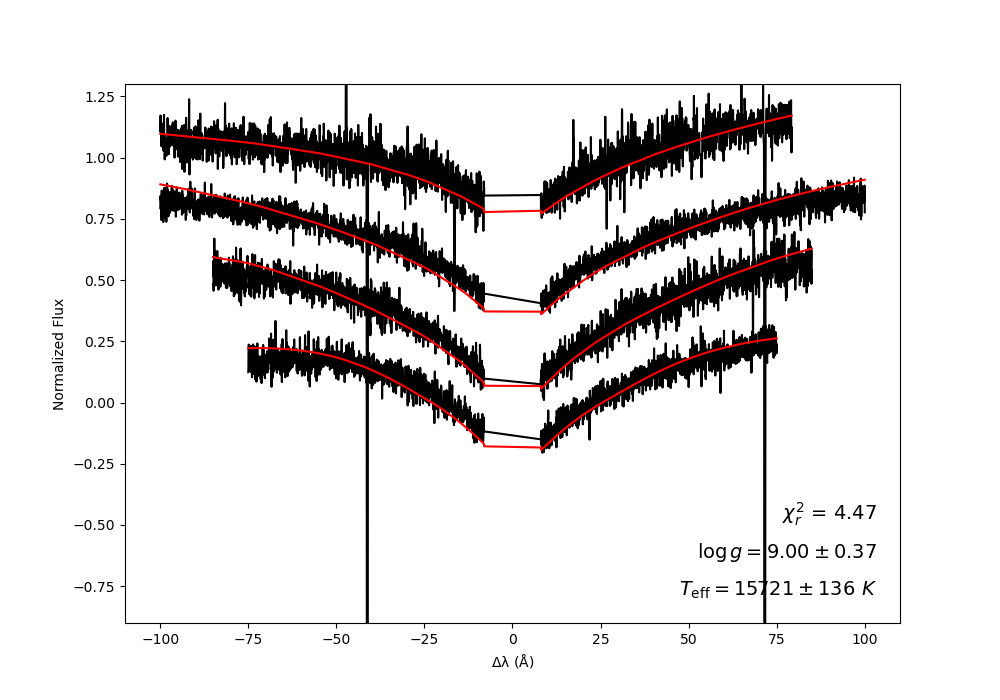 1.25
1.00
0.75
0.50
0.25
0.00
−0.25
−0.50
−0.75
Normalized Flux
χ²ᵣ = 4.47
log g = 9.00 ± 0.37
T_eff = 15721 ± 136 K
−100 −75 −50 −25 0 25 50 75 100
Δλ (Å)